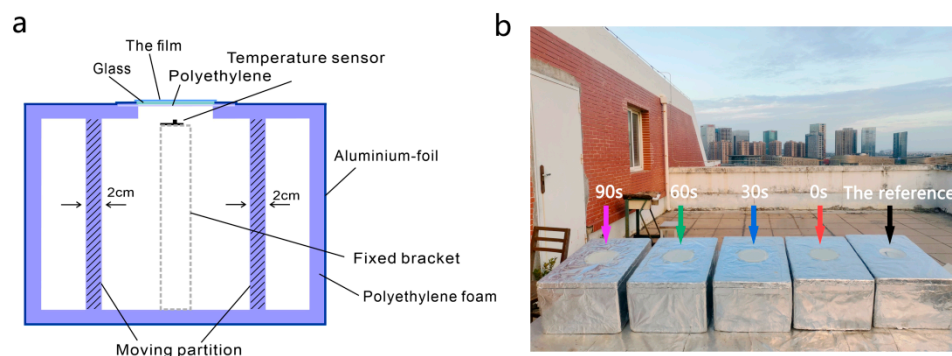 a
The film
Glass
Polyethylene
Temperature sensor
Aluminium-foil
2cm
2cm
Fixed bracket
Polyethylene foam
Moving partition
b
90s
60s
30s
0s
The reference